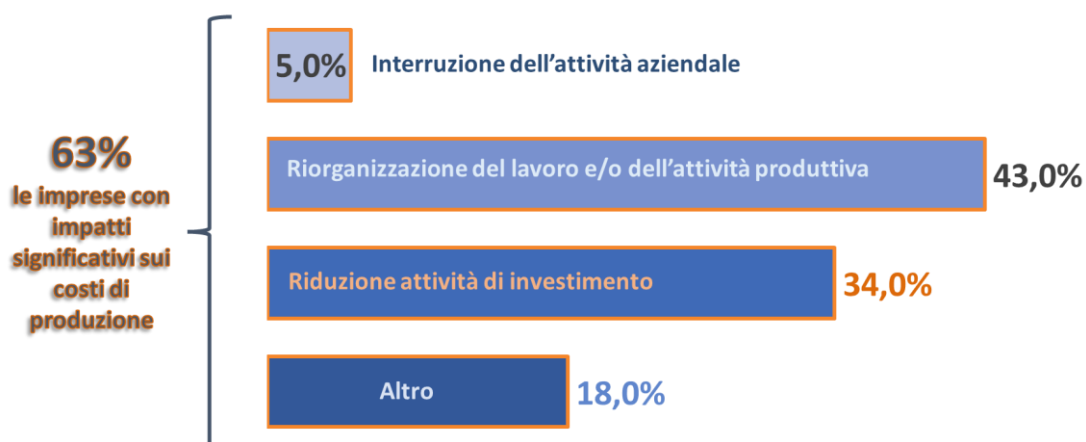 63%
le imprese con
impatti
significativi sui
costi di
produzione
5,0% Interruzione dell'attività aziendale
Riorganizzazione del lavoro e/o dell'attività produttiva 43,0%
Riduzione attività di investimento 34,0%
Altro 18,0%